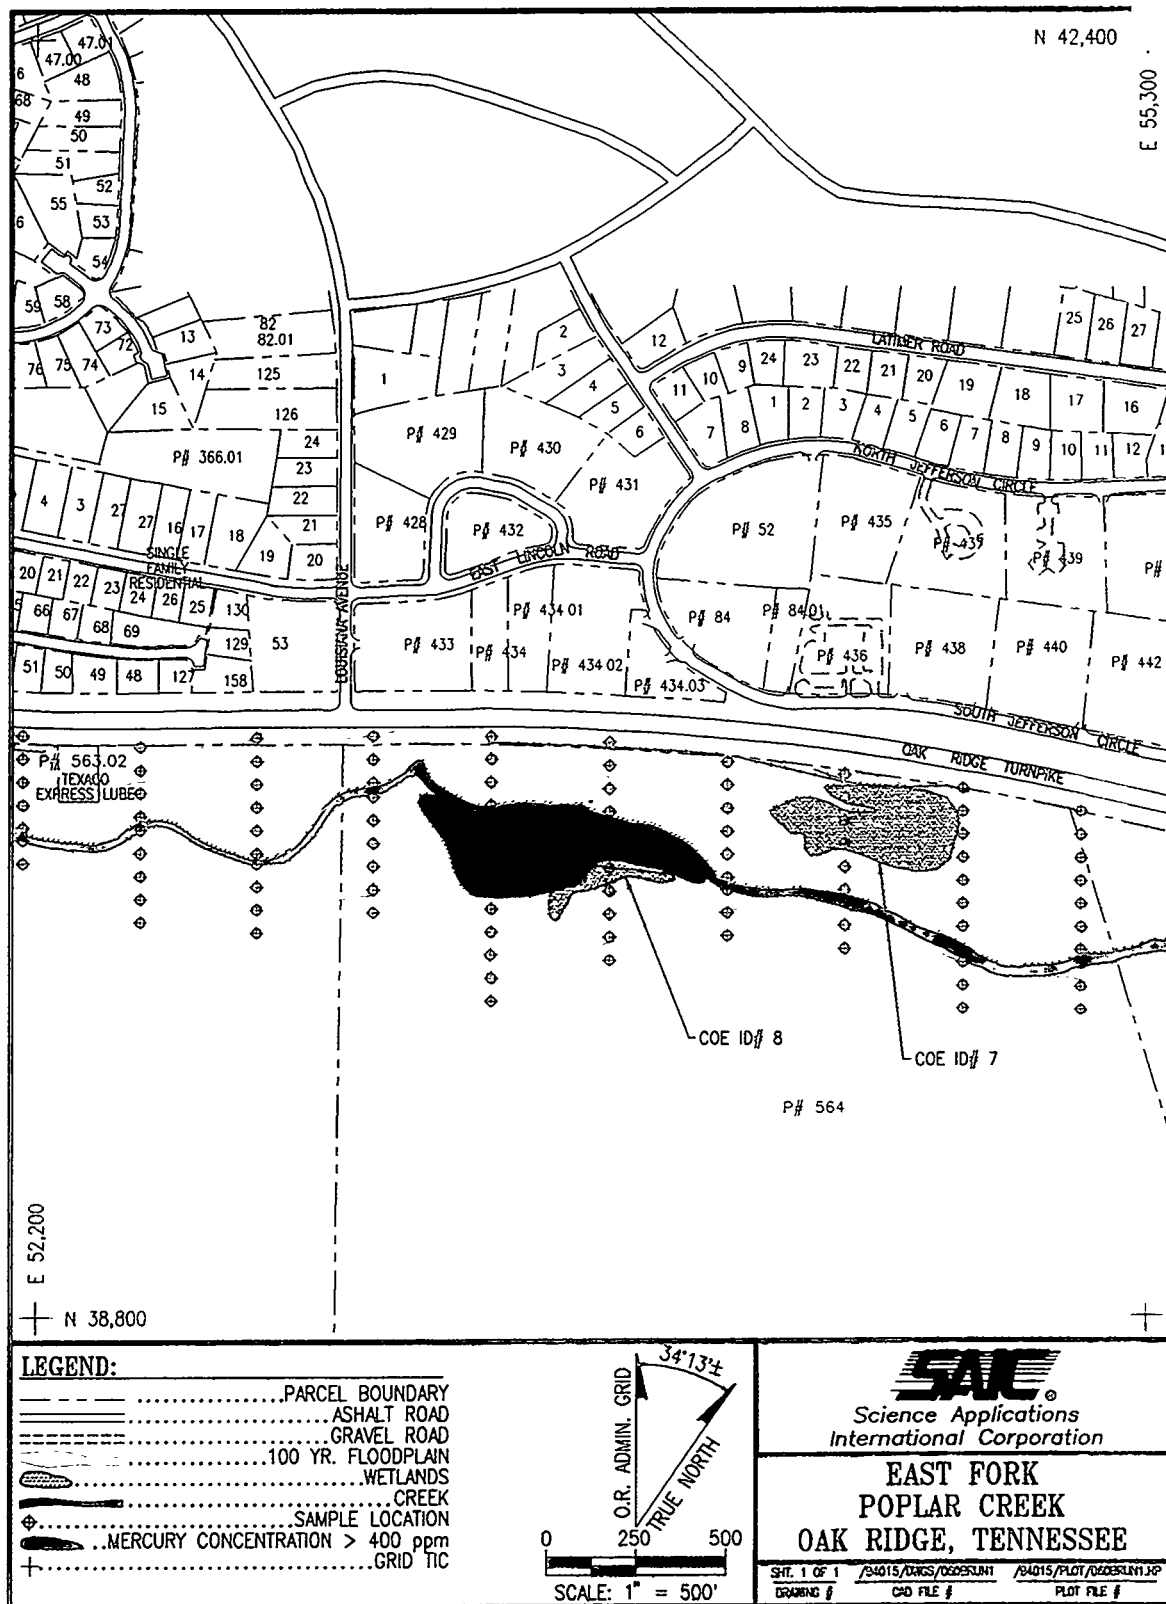 N 42,400
E 55,300
47.01
47.00
6
48
68
49
50
51
52
55
53
6
54
59
58
73
72
13
82
82.01
76
75
74
14
125
15
126
24
P# 366.01
23
22
21
20
4
3
27
27
16
17
18
19
SINGLE
FAMILY
RESIDENTIAL
20
21
22
23
24
26
25
130
66
67
68
69
129
53
51
50
49
48
127
158
LOUISIANA AVENUE
1
2
3
4
5
6
12
P# 429
P# 430
P# 431
P# 428
P# 432
EAST LINCOLN ROAD
P# 433
P# 434
P# 434 01
P# 434 02
P# 434.03
25
26
27
LATIMER ROAD
11
10
9
24
23
22
21
20
19
18
17
16
7
8
1
2
3
4
5
6
7
8
9
10
11
12
1
NORTH JEFFERSON CIRCLE
P# 52
P# 435
P# 435
P# 439
P#
P# 84
P# 84.01
P# 436
P# 438
P# 440
P# 442
SOUTH JEFFERSON CIRCLE
OAK RIDGE TURNPIKE
P# 563.02
TEXACO
EXPRESS LUBE
COE ID# 8
COE ID# 7
P# 564
E 52,200
N 38,800
LEGEND:
..................PARCEL BOUNDARY
..................ASHALT ROAD
..................GRAVEL ROAD
..................100 YR. FLOODPLAIN
..................WETLANDS
..................CREEK
..................SAMPLE LOCATION
..MERCURY CONCENTRATION > 400 ppm
..................GRID TIC
34°13'±
O.R. ADMIN. GRID
TRUE NORTH
0 250 500
SCALE: 1" = 500'
SAIC ®
Science Applications
International Corporation
EAST FORK
POPLAR CREEK
OAK RIDGE, TENNESSEE
SHT. 1 OF 1
DRAWING #
CAD FILE #
PLOT FILE #